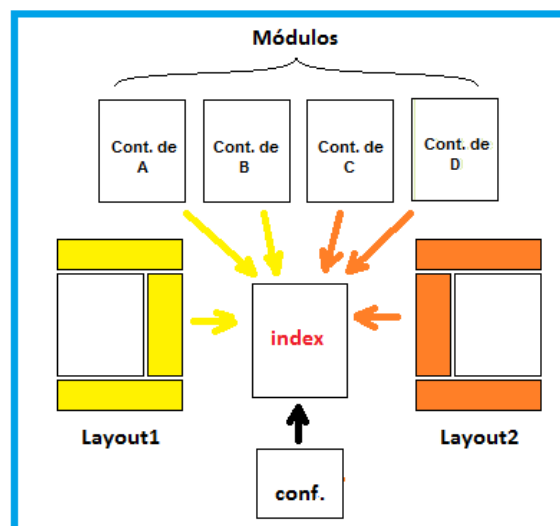 Módulos
Cont. de
A
Cont. de
B
Cont. de
C
Cont. de
D
index
Layout1
Layout2
conf.